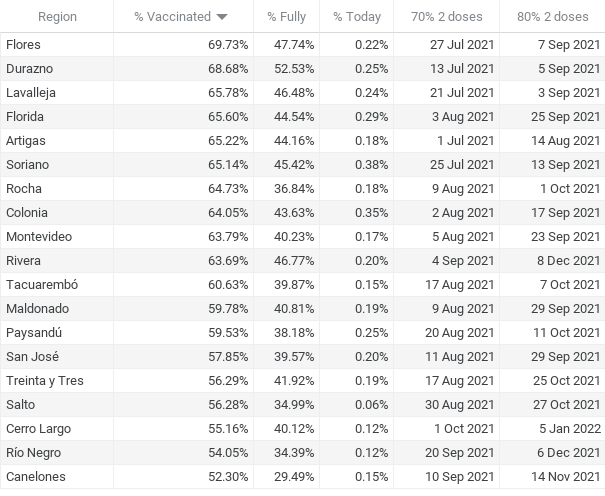 Region % Vaccinated % Fully % Today 70% 2 doses 80% 2 doses
Flores 69.73% 47.74% 0.22% 27 Jul 2021 7 Sep 2021
Durazno 68.68% 52.53% 0.25% 13 Jul 2021 5 Sep 2021
Lavalleja 65.78% 46.48% 0.24% 21 Jul 2021 3 Sep 2021
Florida 65.60% 44.54% 0.29% 3 Aug 2021 25 Sep 2021
Artigas 65.22% 44.16% 0.18% 1 Jul 2021 14 Aug 2021
Soriano 65.14% 45.42% 0.38% 25 Jul 2021 13 Sep 2021
Rocha 64.73% 36.84% 0.18% 9 Aug 2021 1 Oct 2021
Colonia 64.05% 43.63% 0.35% 2 Aug 2021 17 Sep 2021
Montevideo 63.79% 40.23% 0.17% 5 Aug 2021 23 Sep 2021
Rivera 63.69% 46.77% 0.20% 4 Sep 2021 8 Dec 2021
Tacuarembó 60.63% 39.87% 0.15% 17 Aug 2021 7 Oct 2021
Maldonado 59.78% 40.81% 0.19% 9 Aug 2021 29 Sep 2021
Paysandú 59.53% 38.18% 0.25% 20 Aug 2021 11 Oct 2021
San José 57.85% 39.57% 0.20% 11 Aug 2021 29 Sep 2021
Treinta y Tres 56.29% 41.92% 0.19% 17 Aug 2021 25 Oct 2021
Salto 56.28% 34.99% 0.06% 30 Aug 2021 27 Oct 2021
Cerro Largo 55.16% 40.12% 0.12% 1 Oct 2021 5 Jan 2022
Río Negro 54.05% 34.39% 0.12% 20 Sep 2021 6 Dec 2021
Canelones 52.30% 29.49% 0.15% 10 Sep 2021 14 Nov 2021